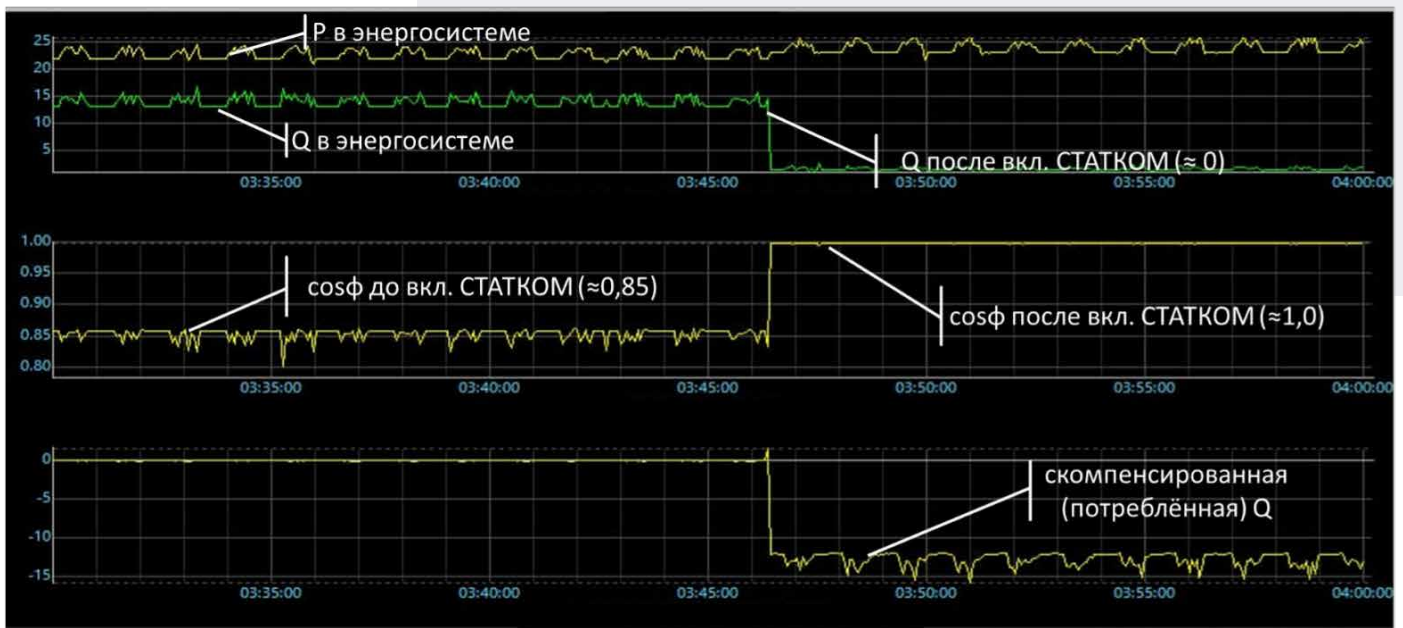 P в энергосистеме
25
20
15
10
5
Q в энергосистеме
Q после вкл. СТАТКОМ (≈ 0)
03:35:00 03:40:00 03:45:00 03:50:00 03:55:00 04:00:00
1.00
0.95
0.90
0.85
0.80
cosф до вкл. СТАТКОМ (≈0,85)
cosф после вкл. СТАТКОМ (≈1,0)
03:35:00 03:40:00 03:45:00 03:50:00 03:55:00 04:00:00
0
-5
-10
-15
скомпенсированная
(потреблённая) Q
03:35:00 03:40:00 03:45:00 03:50:00 03:55:00 04:00:00